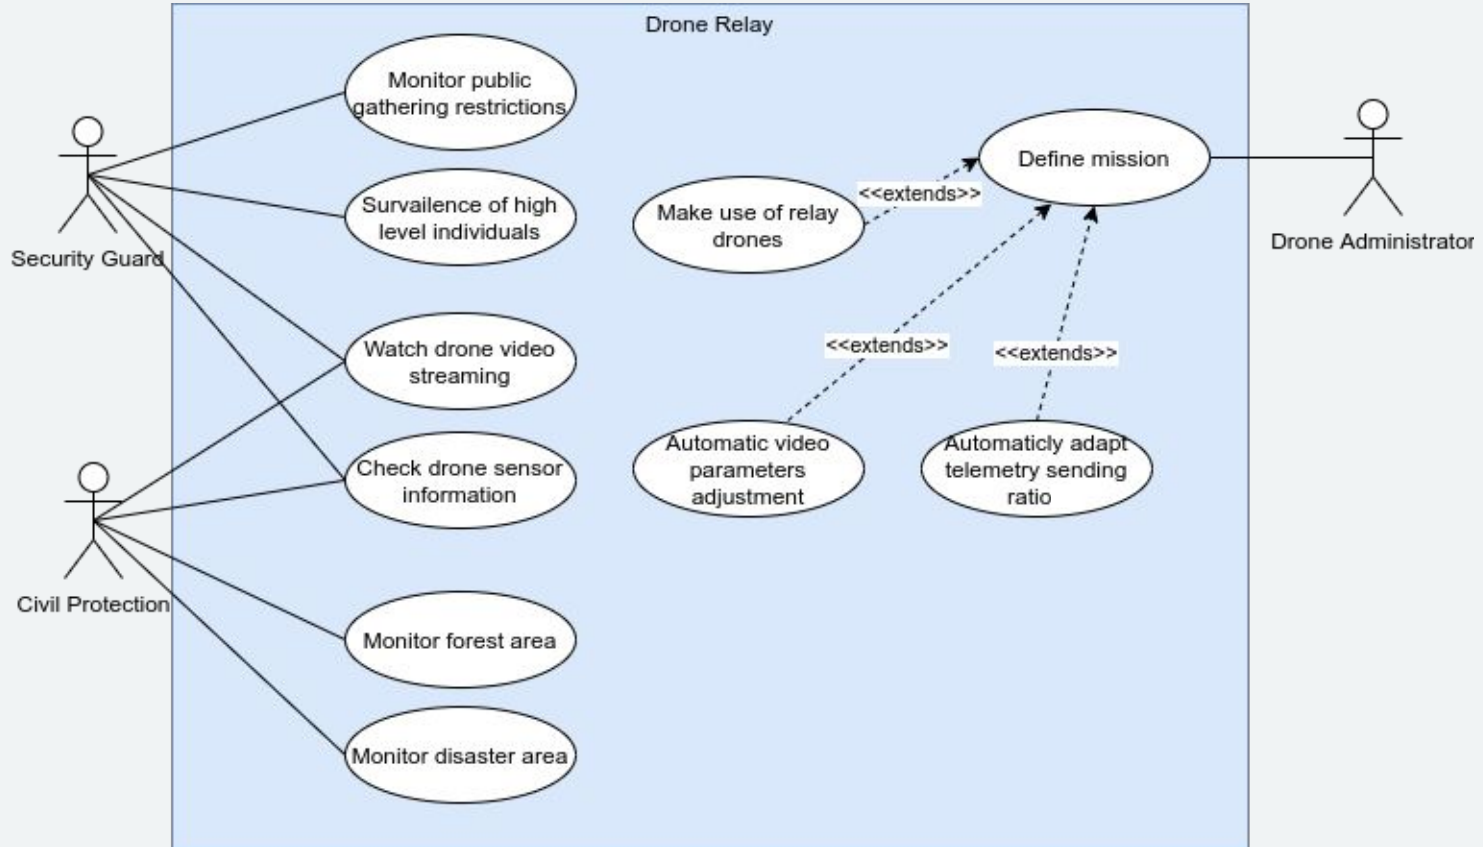 Drone Relay
Monitor public
gathering restrictions
Survailence of high
level individuals
Security Guard
Watch drone video
streaming
Check drone sensor
information
Civil Protection
Monitor forest area
Monitor disaster area
Make use of relay
drones
<<extends>>
Define mission
Drone Administrator
<<extends>>
<<extends>>
Automatic video
parameters
adjustment
Automaticly adapt
telemetry sending
ratio